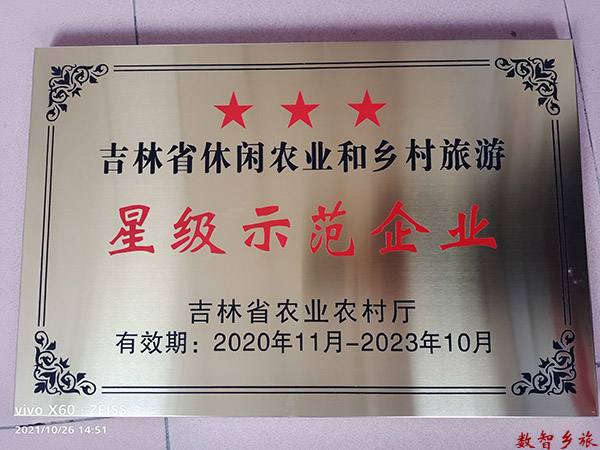 ★★★
吉林省休闲农业和乡村旅游
星级示范企业
吉林省农业农村厅
有效期：2020年11月-2023年10月
vivo X60 · ZEISS
2021/10/26 14:51
数智乡旅